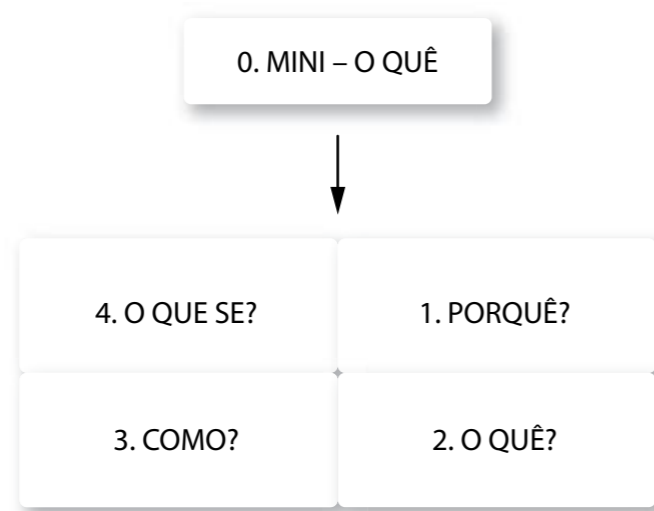 0. MINI – O QUÊ
4. O QUE SE?
1. PORQUÊ?
3. COMO?
2. O QUÊ?